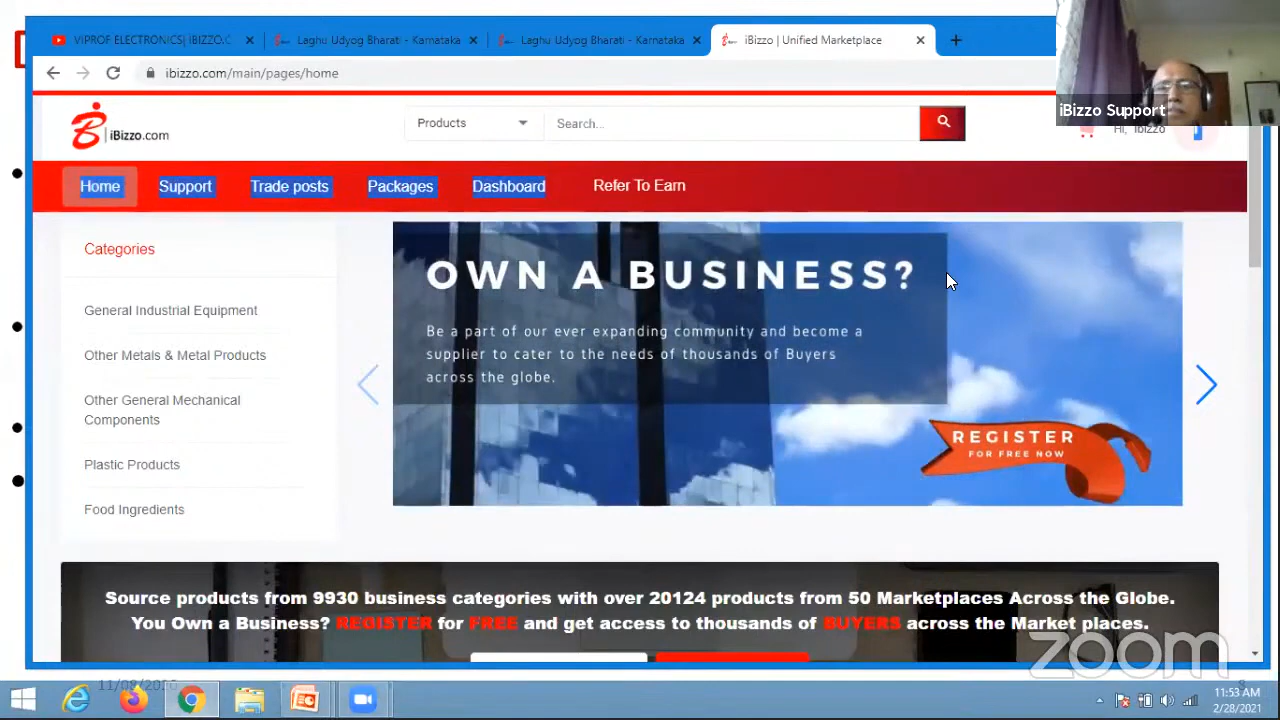 VIPROF ELECTRONICS| iBIZZO.C
Laghu Udyog Bharati - Karnataka
Laghu Udyog Bharati - Karnataka
iBizzo | Unified Marketplace
ibizzo.com/main/pages/home
iBizzo Support
iBizzo.com
Products
Search...
Hi, ibizzo
Home
Support
Trade posts
Packages
Dashboard
Refer To Earn
Categories
General Industrial Equipment
Other Metals & Metal Products
Other General Mechanical
Components
Plastic Products
Food Ingredients
OWN A BUSINESS?
Be a part of our ever expanding community and become a
supplier to cater to the needs of thousands of Buyers
across the globe.
REGISTER
FOR FREE NOW
Source products from 9930 business categories with over 20124 products from 50 Marketplaces Across the Globe.
You Own a Business? REGISTER for FREE and get access to thousands of BUYERS across the Market places.
zoom
11:53 AM
2/28/2021